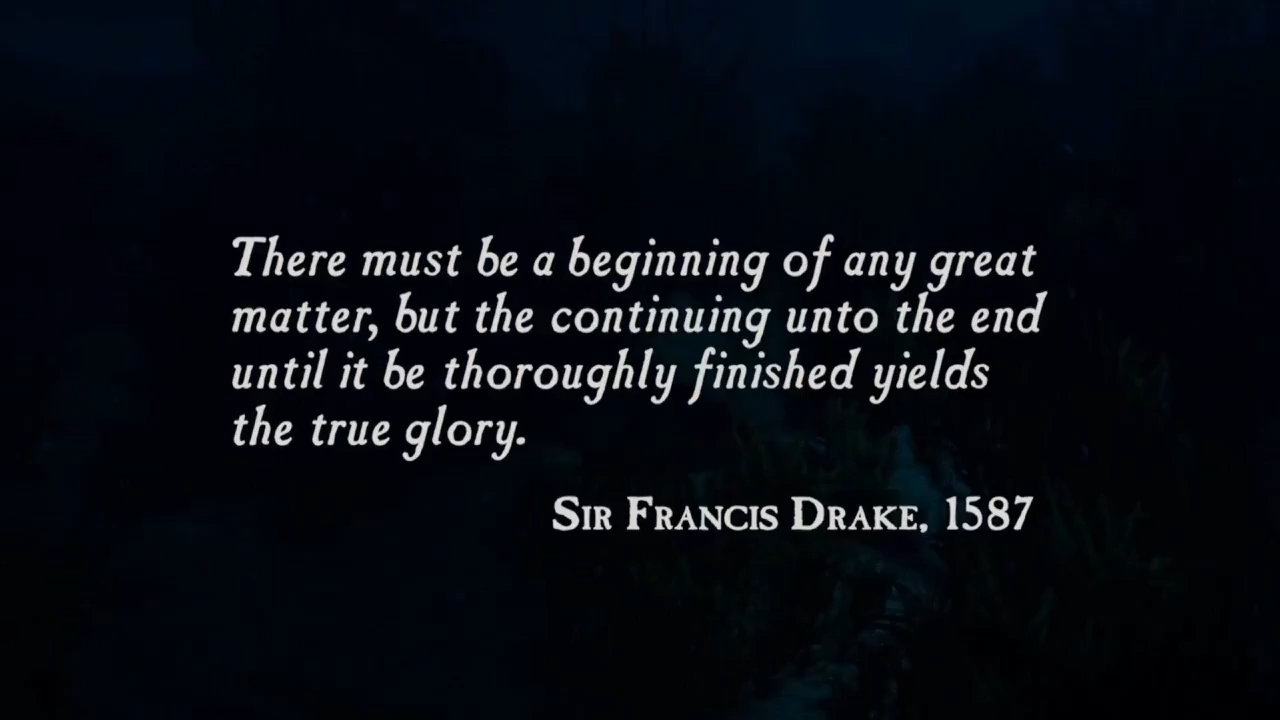 There must be a beginning of any great
matter, but the continuing unto the end
until it be thoroughly finished yields
the true glory.
Sir Francis Drake, 1587